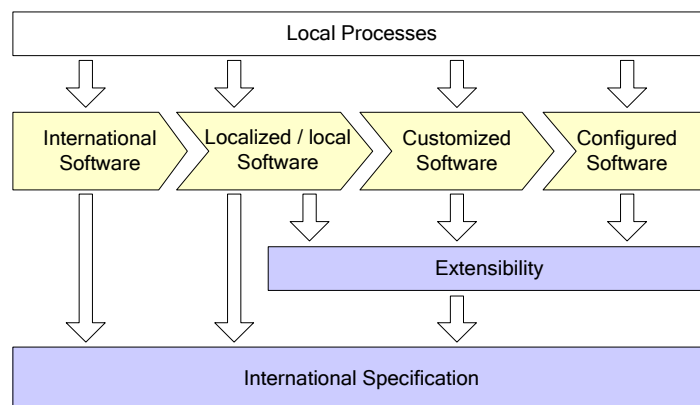 Local Processes
International
Software
Localized / local
Software
Customized
Software
Configured
Software
Extensibility
International Specification